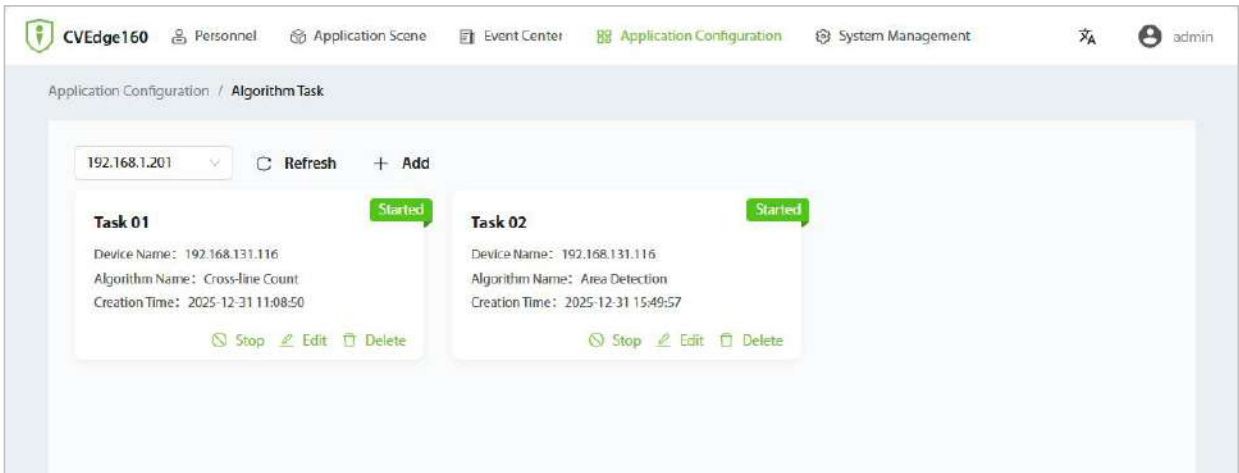 CVEdge160 Personnel Application Scene Event Center Application Configuration System Management admin
Application Configuration / Algorithm Task
192.168.1.201 Refresh + Add
Task 01 Started
Device Name: 192.168.131.116
Algorithm Name: Cross-line Count
Creation Time: 2025-12-31 11:08:50
Stop Edit Delete
Task 02 Started
Device Name: 192.168.131.116
Algorithm Name: Area Detection
Creation Time: 2025-12-31 15:49:57
Stop Edit Delete